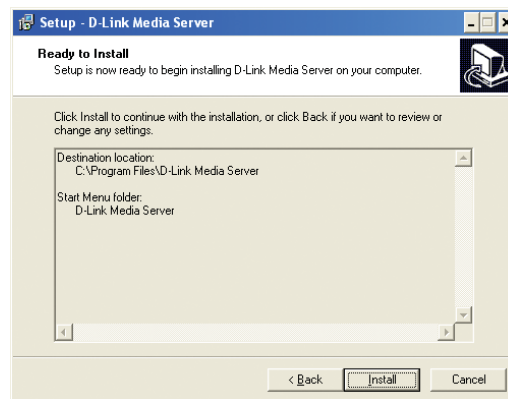 Setup - D-Link Media Server
Ready to Install
Setup is now ready to begin installing D-Link Media Server on your computer.
Click Install to continue with the installation, or click Back if you want to review or
change any settings.
Destination location:
C:\Program Files\D-Link Media Server
Start Menu folder:
D-Link Media Server
< Back Install Cancel